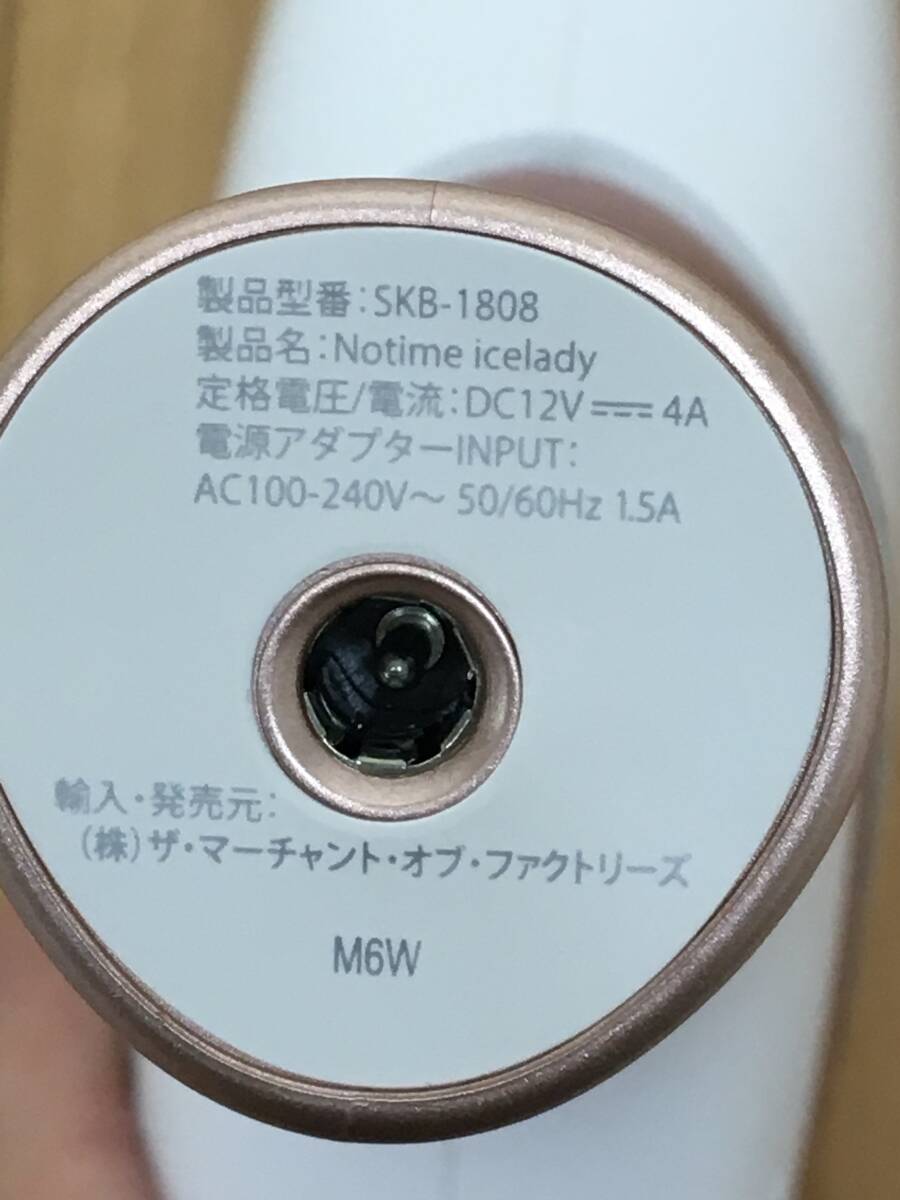 製品型番:SKB-1808
製品名:Notime icelady
定格電圧/電流:DC12V⎓4A
電源アダプターINPUT:
AC100-240V～ 50/60Hz 1.5A
輸入・発売元:
(株)ザ・マーチャント・オブ・ファクトリーズ
M6W